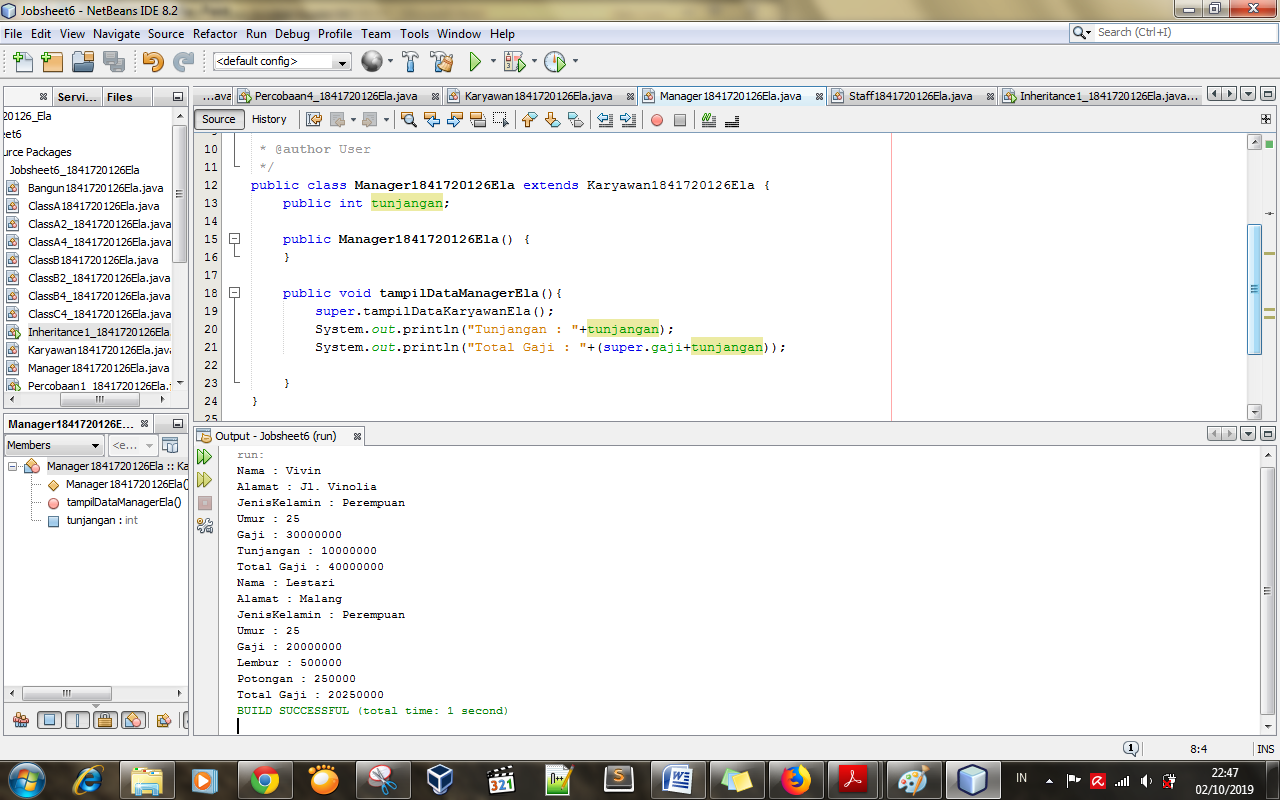 Jobsheet6 - NetBeans IDE 8.2
File Edit View Navigate Source Refactor Run Debug Profile Team Tools Window Help
Search (Ctrl+I)
<default config>
Servi... Files
...ava Percobaan4_1841720126Ela.java Karyawan1841720126Ela.java Manager1841720126Ela.java Staff1841720126Ela.java Inheritance1_1841720126Ela.java...
Source History
20126_Ela
et6
urce Packages
Jobsheet6_1841720126Ela
Bangun1841720126Ela.java
ClassA1841720126Ela.java
ClassA2_1841720126Ela.java
ClassA4_1841720126Ela.java
ClassB1841720126Ela.java
ClassB2_1841720126Ela.java
ClassB4_1841720126Ela.java
ClassC4_1841720126Ela.java
Inheritance1_1841720126Ela
Karyawan1841720126Ela.java
Manager1841720126Ela.java
Percobaan1_1841720126Ela.j
10 * @author User
11 */
12 public class Manager1841720126Ela extends Karyawan1841720126Ela {
13 public int tunjangan;
14
15 public Manager1841720126Ela() {
16 }
17
18 public void tampilDataManagerEla(){
19 super.tampilDataKaryawanEla();
20 System.out.println("Tunjangan : "+tunjangan);
21 System.out.println("Total Gaji : "+(super.gaji+tunjangan));
22
23 }
24 }
25
Manager1841720126E...
Members <e...
Manager1841720126Ela :: Ka
Manager1841720126Ela()
tampilDataManagerEla()
tunjangan : int
Output - Jobsheet6 (run)
run:
Nama : Vivin
Alamat : Jl. Vinolia
JenisKelamin : Perempuan
Umur : 25
Gaji : 30000000
Tunjangan : 10000000
Total Gaji : 40000000
Nama : Lestari
Alamat : Malang
JenisKelamin : Perempuan
Umur : 25
Gaji : 20000000
Lembur : 500000
Potongan : 250000
Total Gaji : 20250000
BUILD SUCCESSFUL (total time: 1 second)
1 8:4 INS
321
IN
22:47
02/10/2019